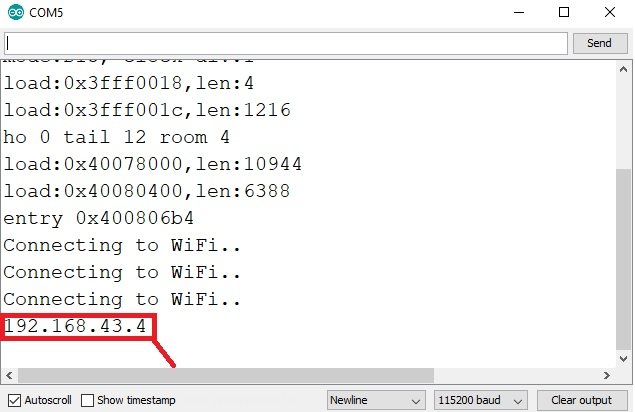 COM5
Send
load:0x3fff0018,len:4
load:0x3fff001c,len:1216
ho 0 tail 12 room 4
load:0x40078000,len:10944
load:0x40080400,len:6388
entry 0x400806b4
Connecting to WiFi..
Connecting to WiFi..
Connecting to WiFi..
192.168.43.4
Autoscroll Show timestamp Newline 115200 baud Clear output